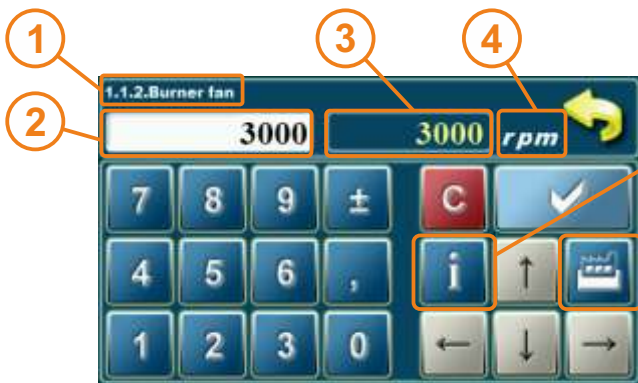 1 3 4
1.1.2.Burner fan
2 3000 3000 rpm
7 8 9 ± C
4 5 6 , i ↑
1 2 3 0 ← ↓ →